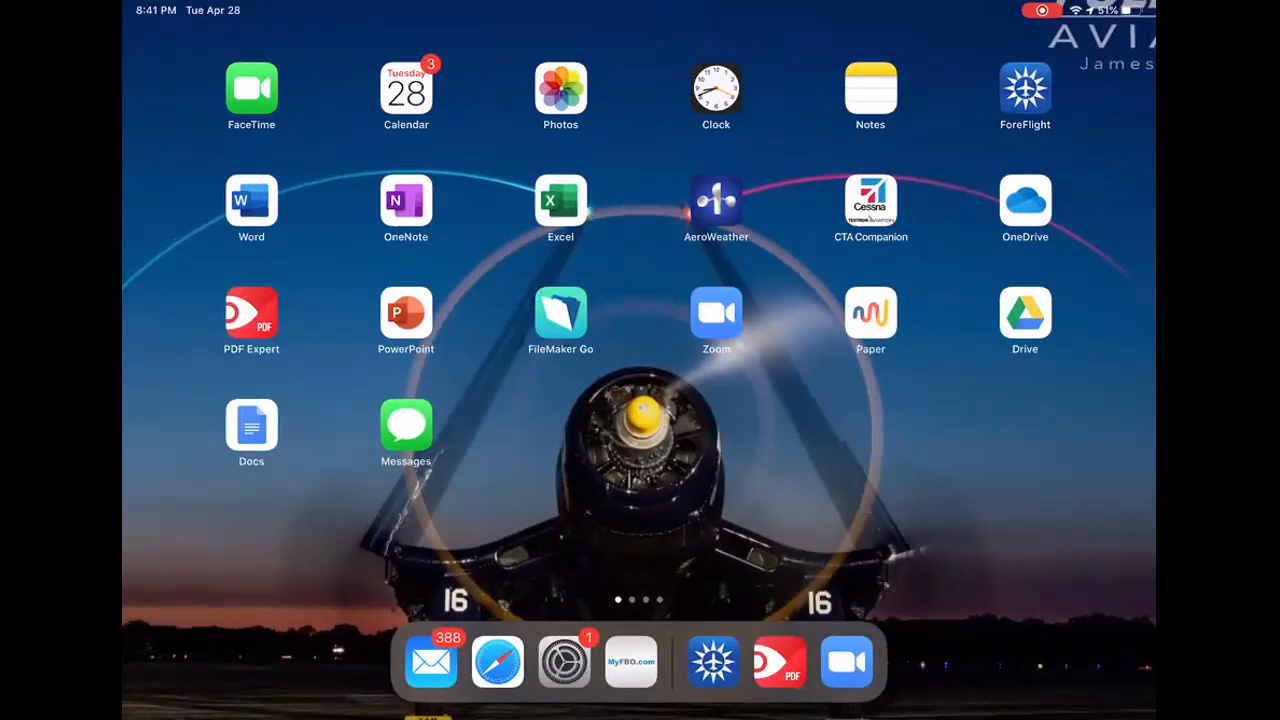 8:41 PM Tue Apr 28
51%
AVIA
James
3
Tuesday
28
FaceTime
Calendar
Photos
Clock
Notes
ForeFlight
W
N
X
Cessna
TEXTRON AVIATION
Word
OneNote
Excel
AeroWeather
CTA Companion
OneDrive
PDF
P
PDF Expert
PowerPoint
FileMaker Go
Zoom
Paper
Drive
Docs
Messages
16
16
388
1
MyFBO.com
PDF